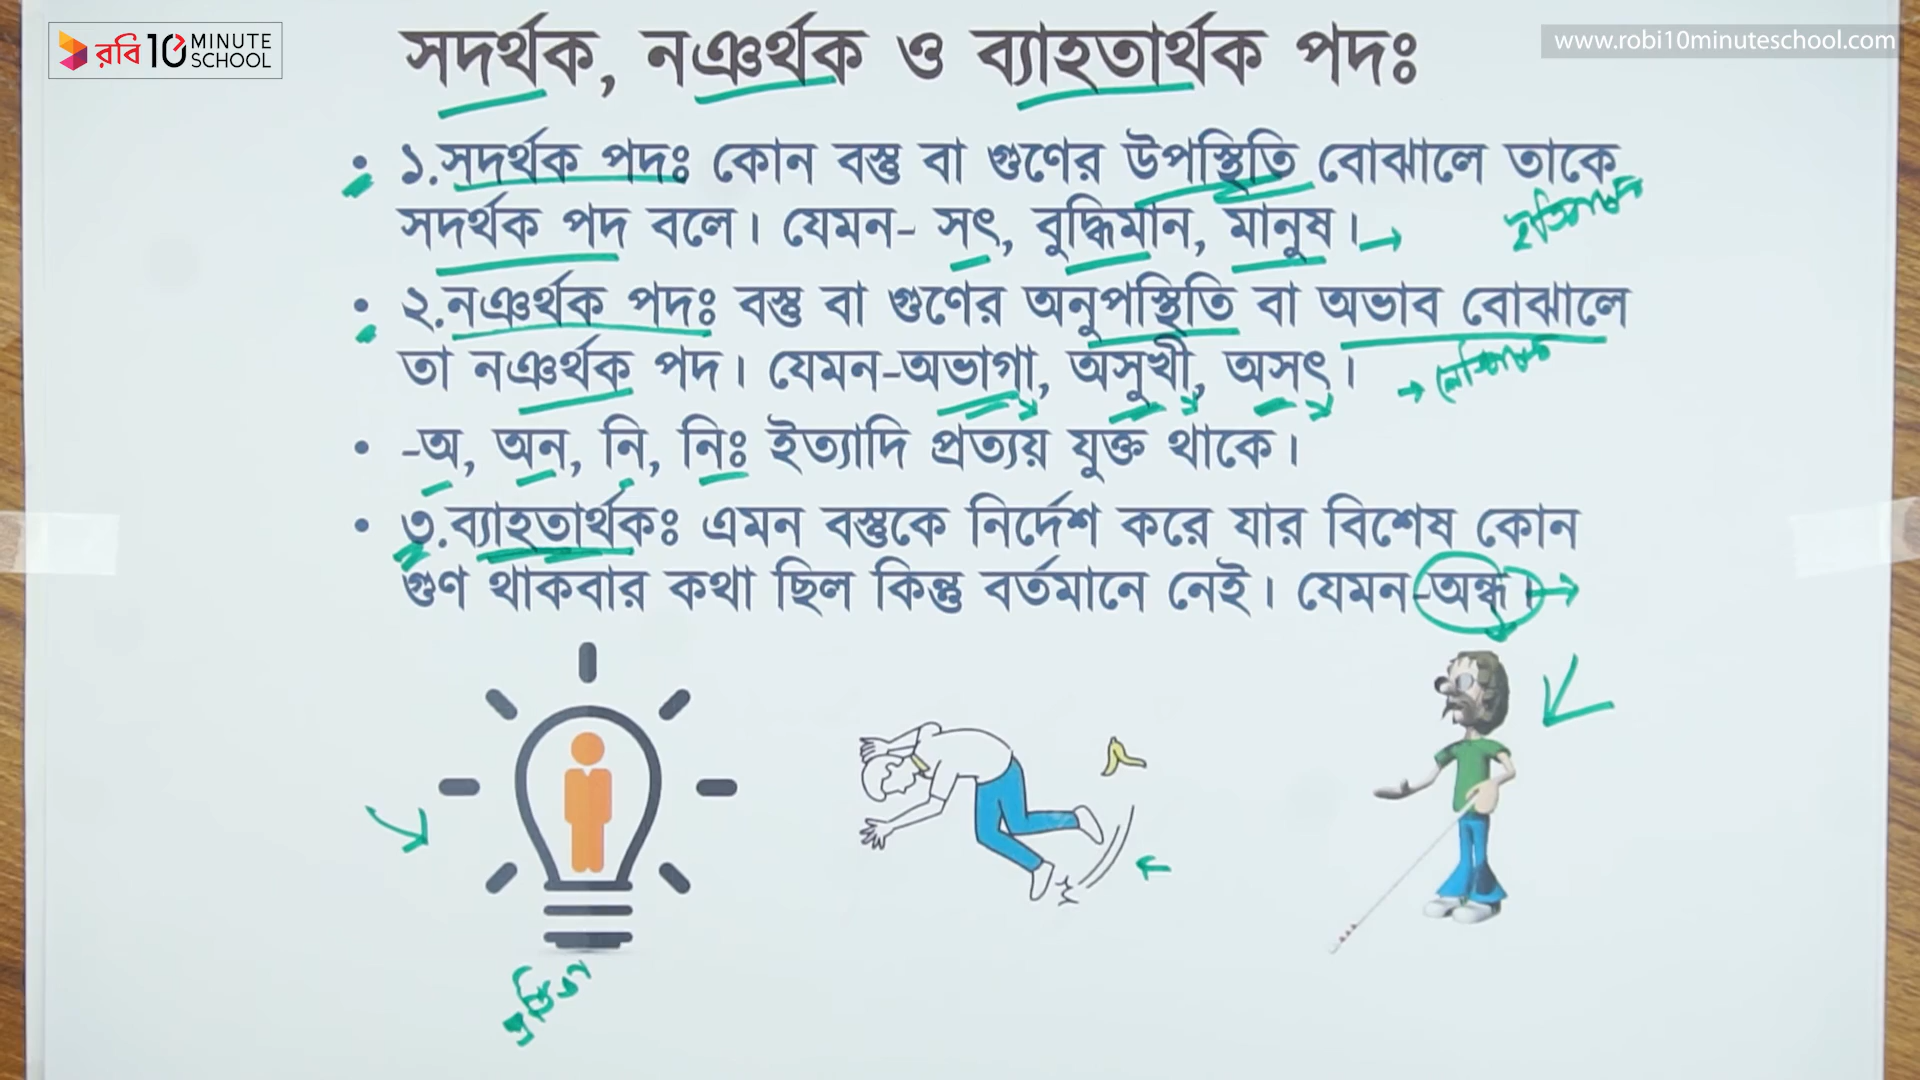 রবি 10 MINUTE SCHOOL
www.robi10minuteschool.com
সদর্থক, নঞর্থক ও ব্যাহতার্থক পদঃ
• ১.সদর্থক পদঃ কোন বস্তু বা গুণের উপস্থিতি বোঝালে তাকে
সদর্থক পদ বলে। যেমন- সৎ, বুদ্ধিমান, মানুষ।
• ২.নঞর্থক পদঃ বস্তু বা গুণের অনুপস্থিতি বা অভাব বোঝালে
তা নঞর্থক পদ। যেমন-অভাগা, অসুখী, অসৎ।
• -অ, অন, নি, নিঃ ইত্যাদি প্রত্যয় যুক্ত থাকে।
• ৩.ব্যাহতার্থকঃ এমন বস্তুকে নির্দেশ করে যার বিশেষ কোন
গুণ থাকবার কথা ছিল কিন্তু বর্তমানে নেই। যেমন-অন্ধ।